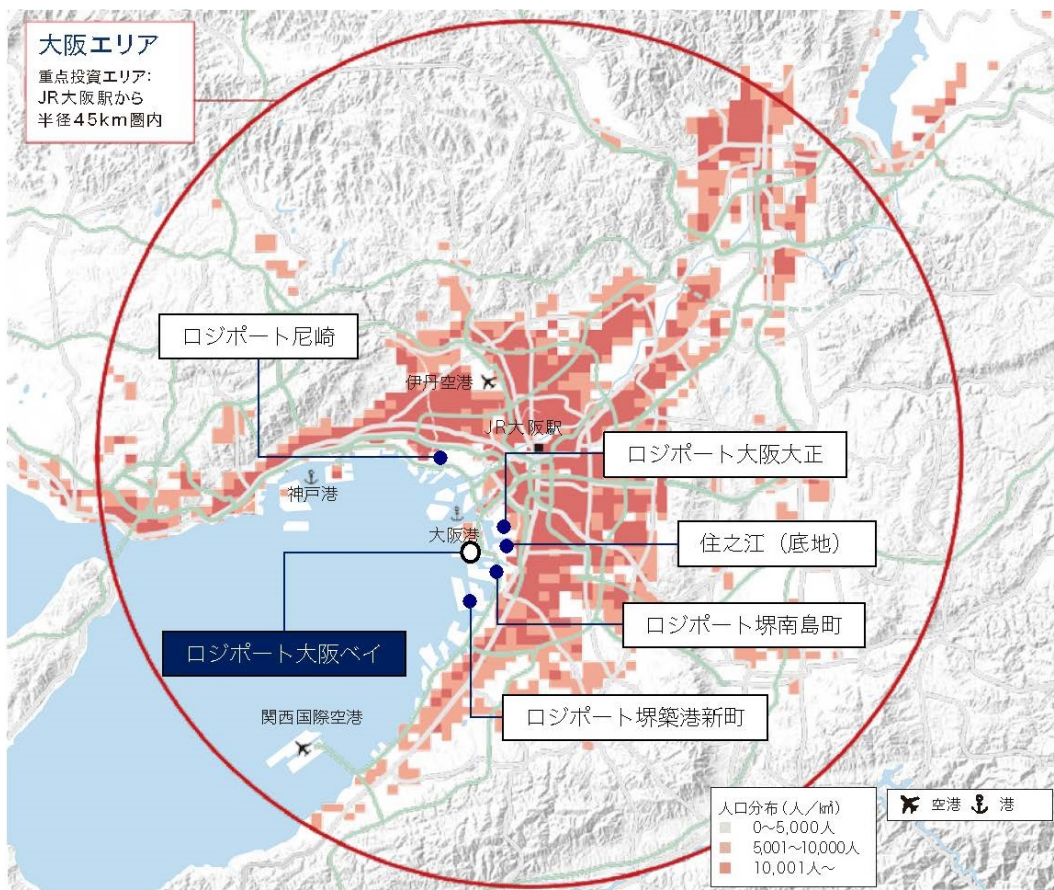 大阪エリア
重点投資エリア:
JR大阪駅から
半径45km圏内
ロジポート尼崎
伊丹空港
JR大阪駅
ロジポート大阪大正
神戸港
大阪港
住之江（底地）
ロジポート堺南島町
ロジポート大阪ベイ
ロジポート堺築港新町
関西国際空港
人口分布(人/km²)
0～5,000人
5,001～10,000人
10,001人～
空港 港